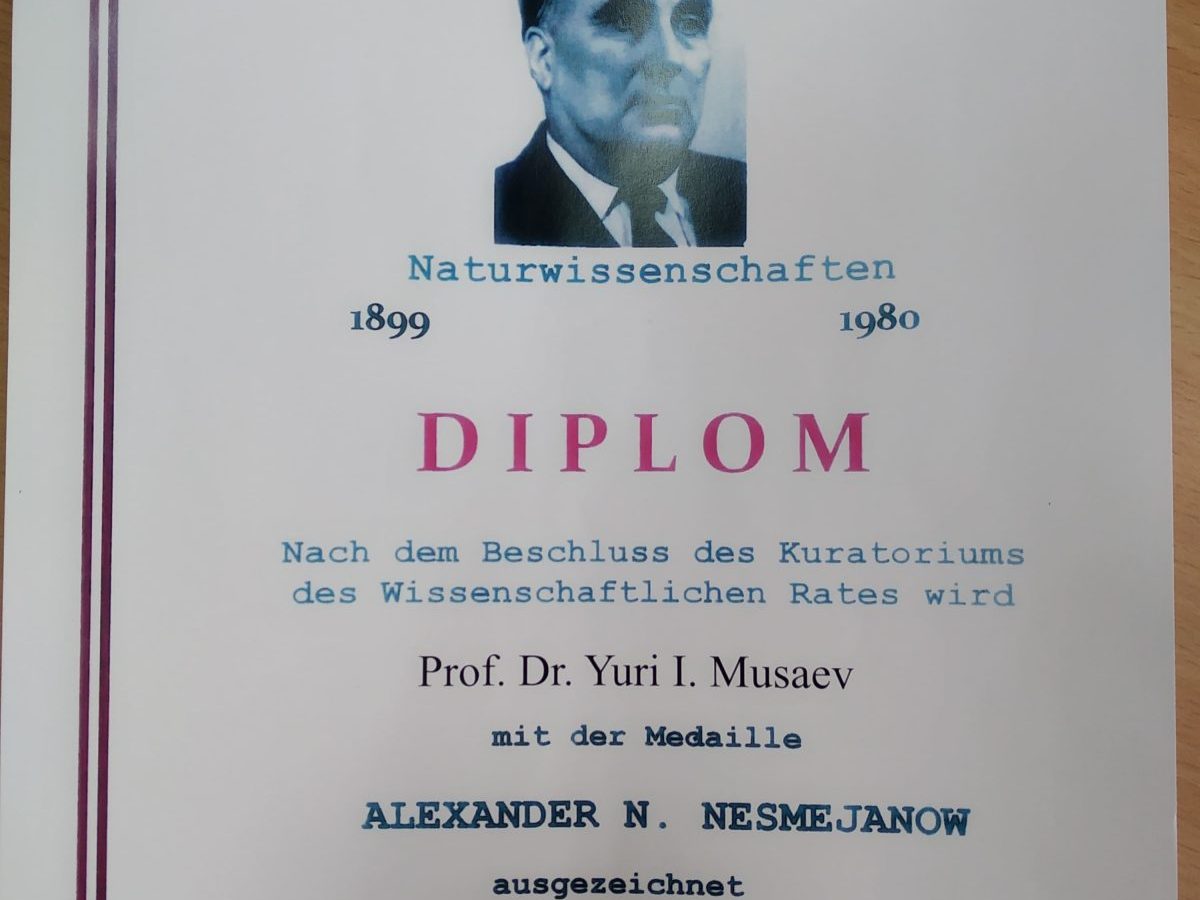 Naturwissenschaften
1899 1980
DIPLOM
Nach dem Beschluss des Kuratoriums
des Wissenschaftlichen Rates wird
Prof. Dr. Yuri I. Musaev
mit der Medaille
ALEXANDER N. NESMEJANOW
ausgezeichnet